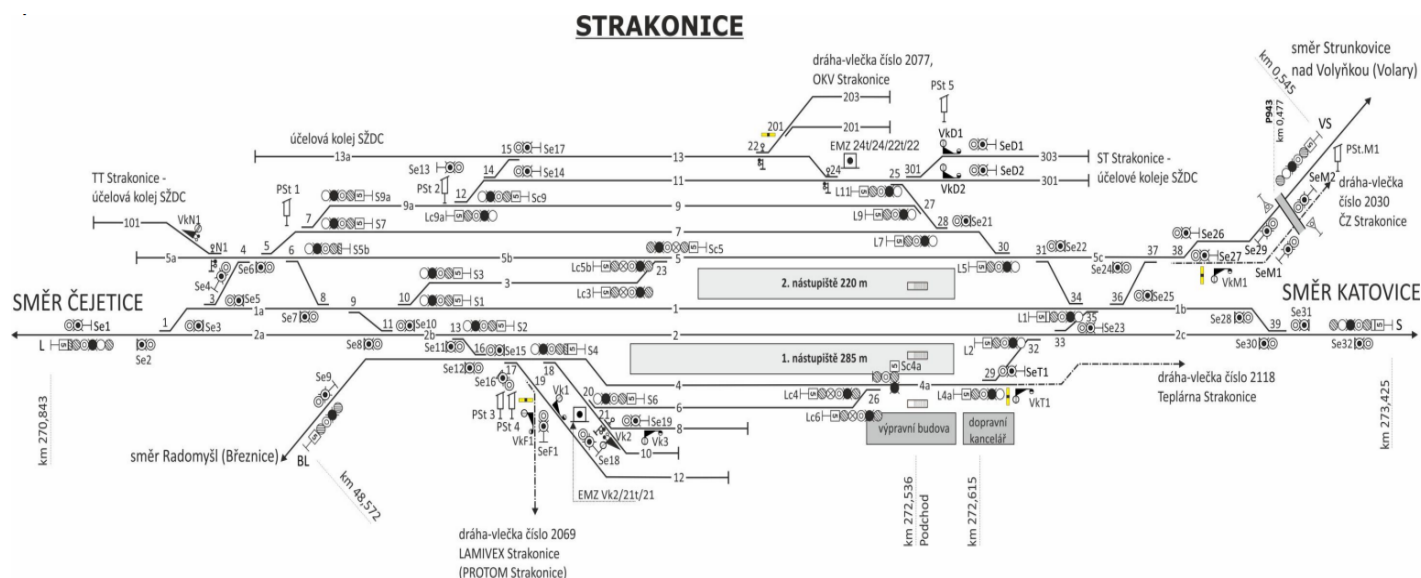 STRAKONICE
směr Strunkovice
nad Volyňkou (Volary)
dráha-vlečka číslo 2077,
OKV Strakonice
km 0,545
P943
km 0,477
VS
PSt.M1
203
201
201
PSt 5
VkD1
SeD1
účelová kolej SŽDC
15
Se17
22
EMZ 24t/24/22t/22
13a
13
303
Se13
14
Se14
24
25
301
SeD2
VkD2
ST Strakonice -
účelové koleje SŽDC
SeM2
dráha-vlečka
číslo 2030
ČZ Strakonice
TT Strakonice -
účelová kolej SŽDC
PSt 1
PSt 2
12
11
301
S9a
Sc9
L11
101
VkN1
9a
Lc9a
9
L9
27
7
S7
28
Se21
N1
5
6
S5b
7
Sc5
L7
30
31
Se22
37
38
Se26
Se27
Se29
SeM1
5a
4
Se6
5b
Lc5b
5
23
L5
5c
Se24
VkM1
Se4
S3
3
Lc3
2. nástupiště 220 m
SMĚR ČEJETICE
3
Se5
8
9
10
S1
34
36
Se25
SMĚR KATOVICE
1a
Se7
1
L1
35
1b
Se28
39
Se31
Se1
1
Se3
11
Se10
13
S2
Se23
S
L
Se2
2a
Se8
2b
Se11
2
33
2c
Se30
Se32
16
Se15
S4
1. nástupiště 285 m
L2
32
Se12
17
18
Sc4a
29
SeT1
Se9
Se16
19
Vk1
4
Lc4
4a
L4a
VkT1
dráha-vlečka číslo 2118
Teplárna Strakonice
20
S6
6
26
Lc6
PSt 3
PSt 4
VkF1
SeF1
21
Vk2
Se19
8
Vk3
Se18
10
výpravní budova
dopravní
kancelář
km 270,843
směr Radomyšl (Březnice)
BL
km 48,572
12
EMZ Vk2/21t/21
km 273,425
km 272,536
Podchod
km 272,615
dráha-vlečka číslo 2069
LAMIVEX Strakonice
(PROTOM Strakonice)